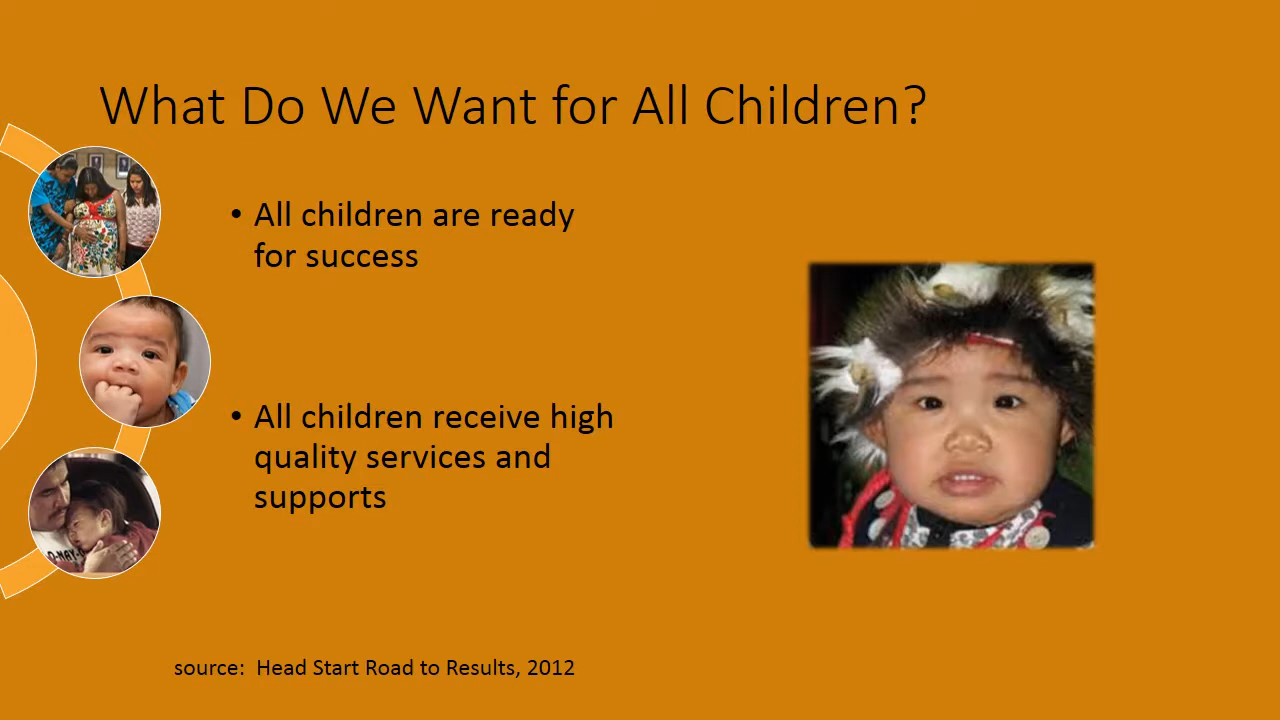 What Do We Want for All Children?
• All children are ready
for success
• All children receive high
quality services and
supports
source: Head Start Road to Results, 2012